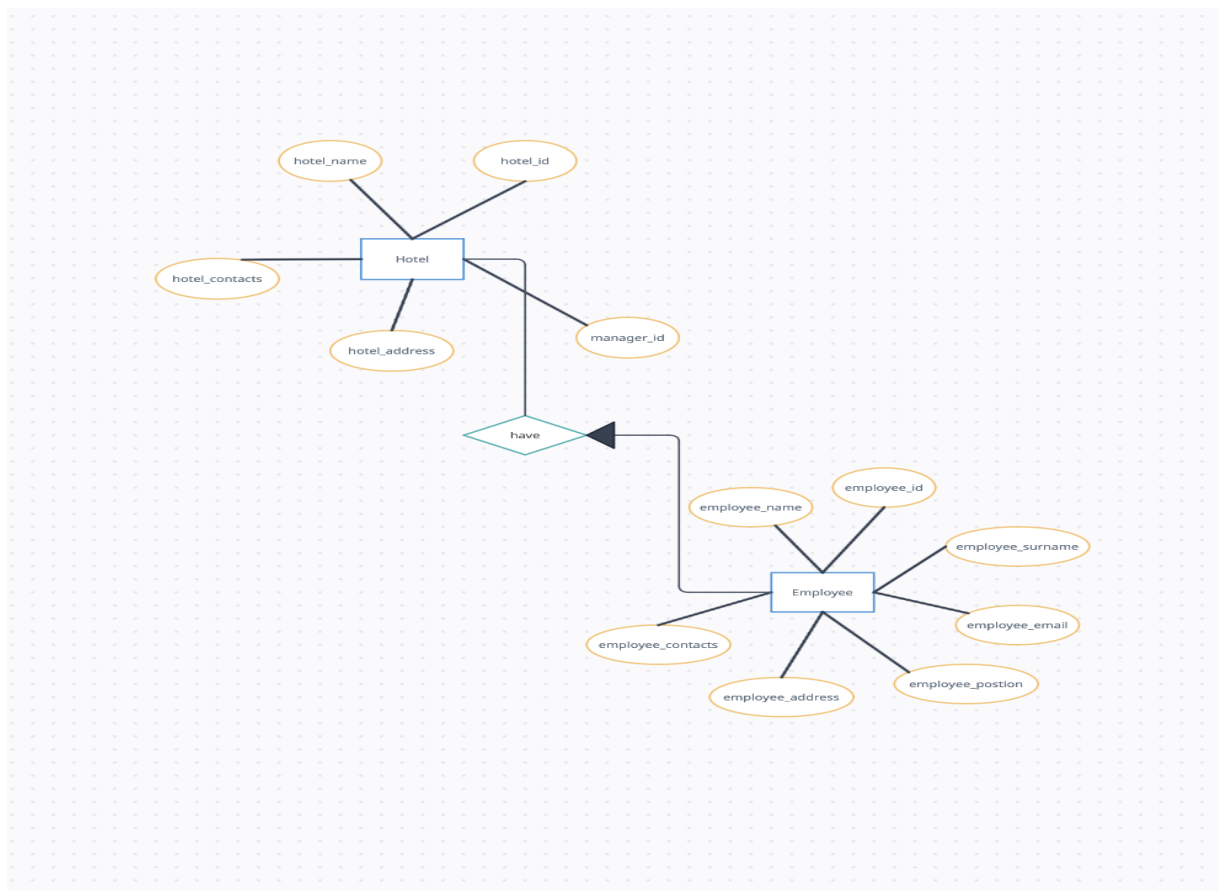 hotel_name
hotel_id
Hotel
hotel_contacts
manager_id
hotel_address
have
employee_id
employee_name
employee_surname
Employee
employee_email
employee_contacts
employee_postion
employee_address